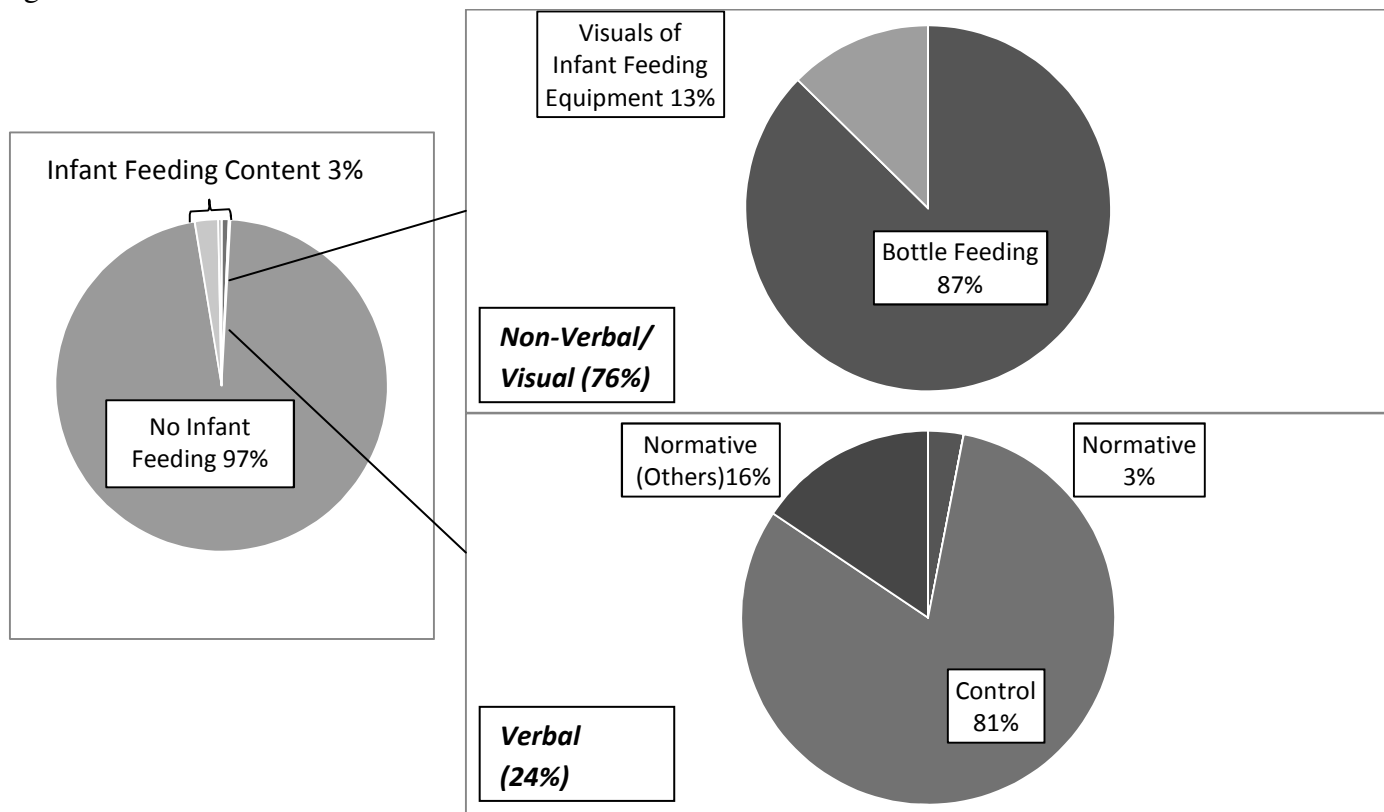 Infant Feeding Content 3%
No Infant
Feeding 97%
Visuals of
Infant Feeding
Equipment 13%
Bottle Feeding
87%
Non-Verbal/
Visual (76%)
Normative
(Others)16%
Normative
3%
Control
81%
Verbal
(24%)